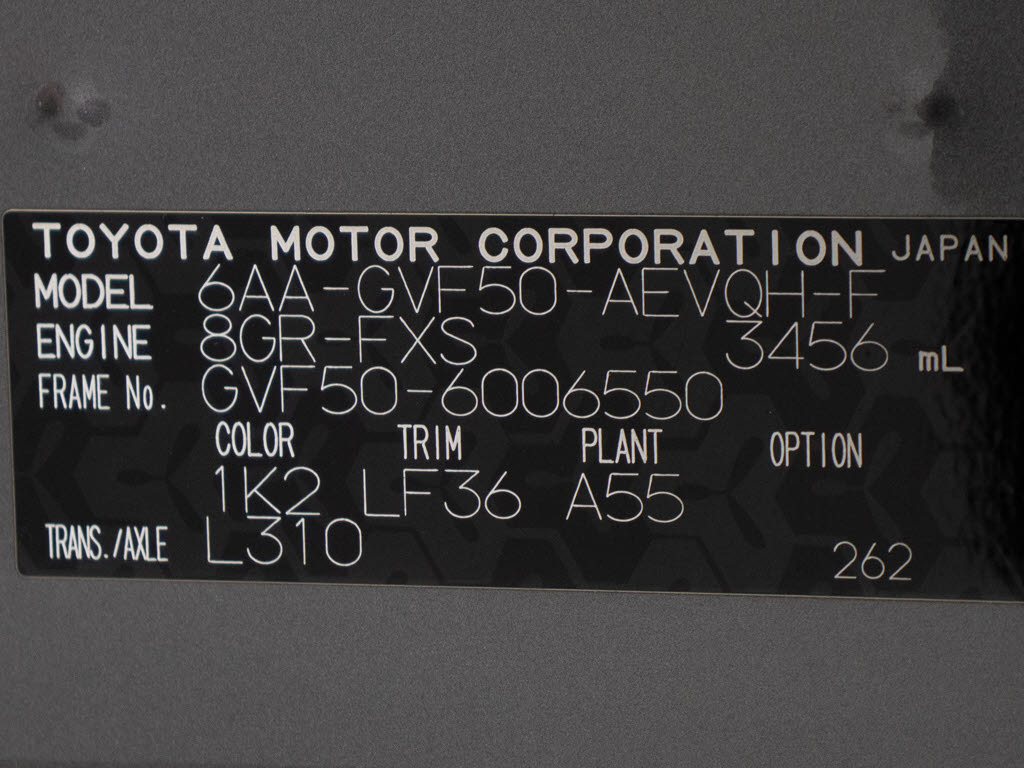 TOYOTA MOTOR CORPORATION JAPAN
MODEL 6AA-GVF50-AEVQH-F
ENGINE 8GR-FXS 3456 mL
FRAME No. GVF50-6006550
COLOR TRIM PLANT OPTION
1K2 LF36 A55
TRANS./AXLE L310
262